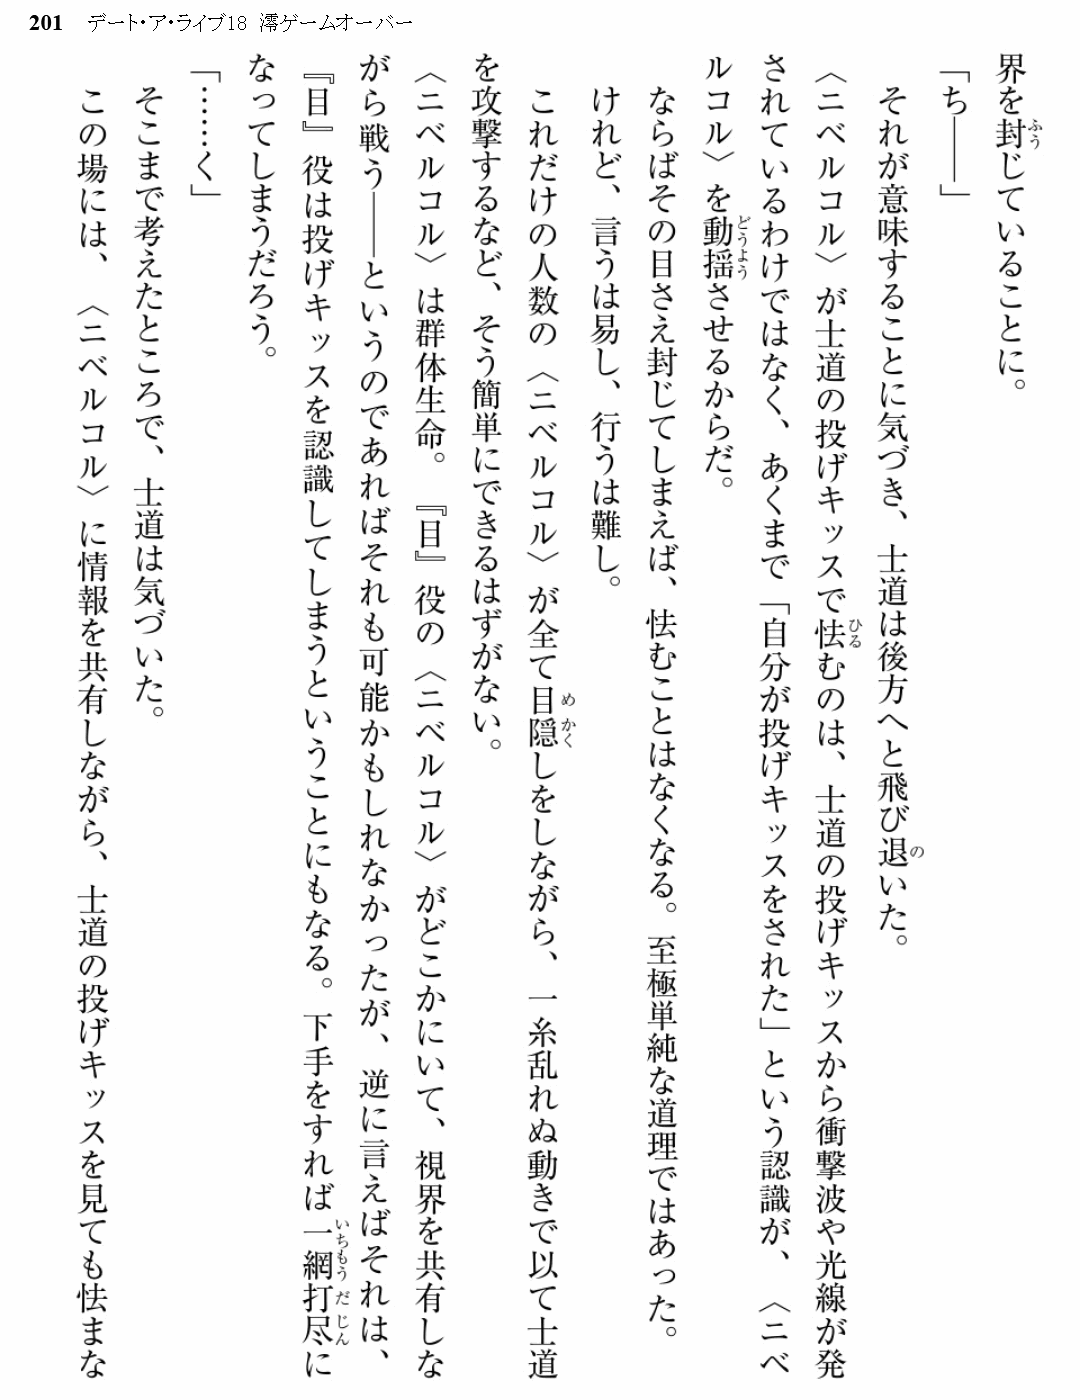 201 デート・ア・ライブ18 澪ゲームオーバー
界を封じていることに。
「ち――」
それが意味することに気づき、士道は後方へと飛び退いた。
〈ニベルコル〉が士道の投げキッスで怯むのは、士道の投げキッスから衝撃波や光線が発
されているわけではなく、あくまで「自分が投げキッスをされた」という認識が、〈ニベ
ルコル〉を動揺させるからだ。
ならばその目さえ封じてしまえば、怯むことはなくなる。至極単純な道理ではあった。
けれど、言うは易し、行うは難し。
これだけの人数の〈ニベルコル〉が全て目隠しをしながら、一糸乱れぬ動きで以て士道
を攻撃するなど、そう簡単にできるはずがない。
〈ニベルコル〉は群体生命。『目』役の〈ニベルコル〉がどこかにいて、視界を共有しな
がら戦う――というのであればそれも可能かもしれなかったが、逆に言えばそれは、
『目』役は投げキッスを認識してしまうということにもなる。下手をすれば一網打尽に
なってしまうだろう。
「……く」
そこまで考えたところで、士道は気づいた。
この場には、〈ニベルコル〉に情報を共有しながら、士道の投げキッスを見ても怯まな